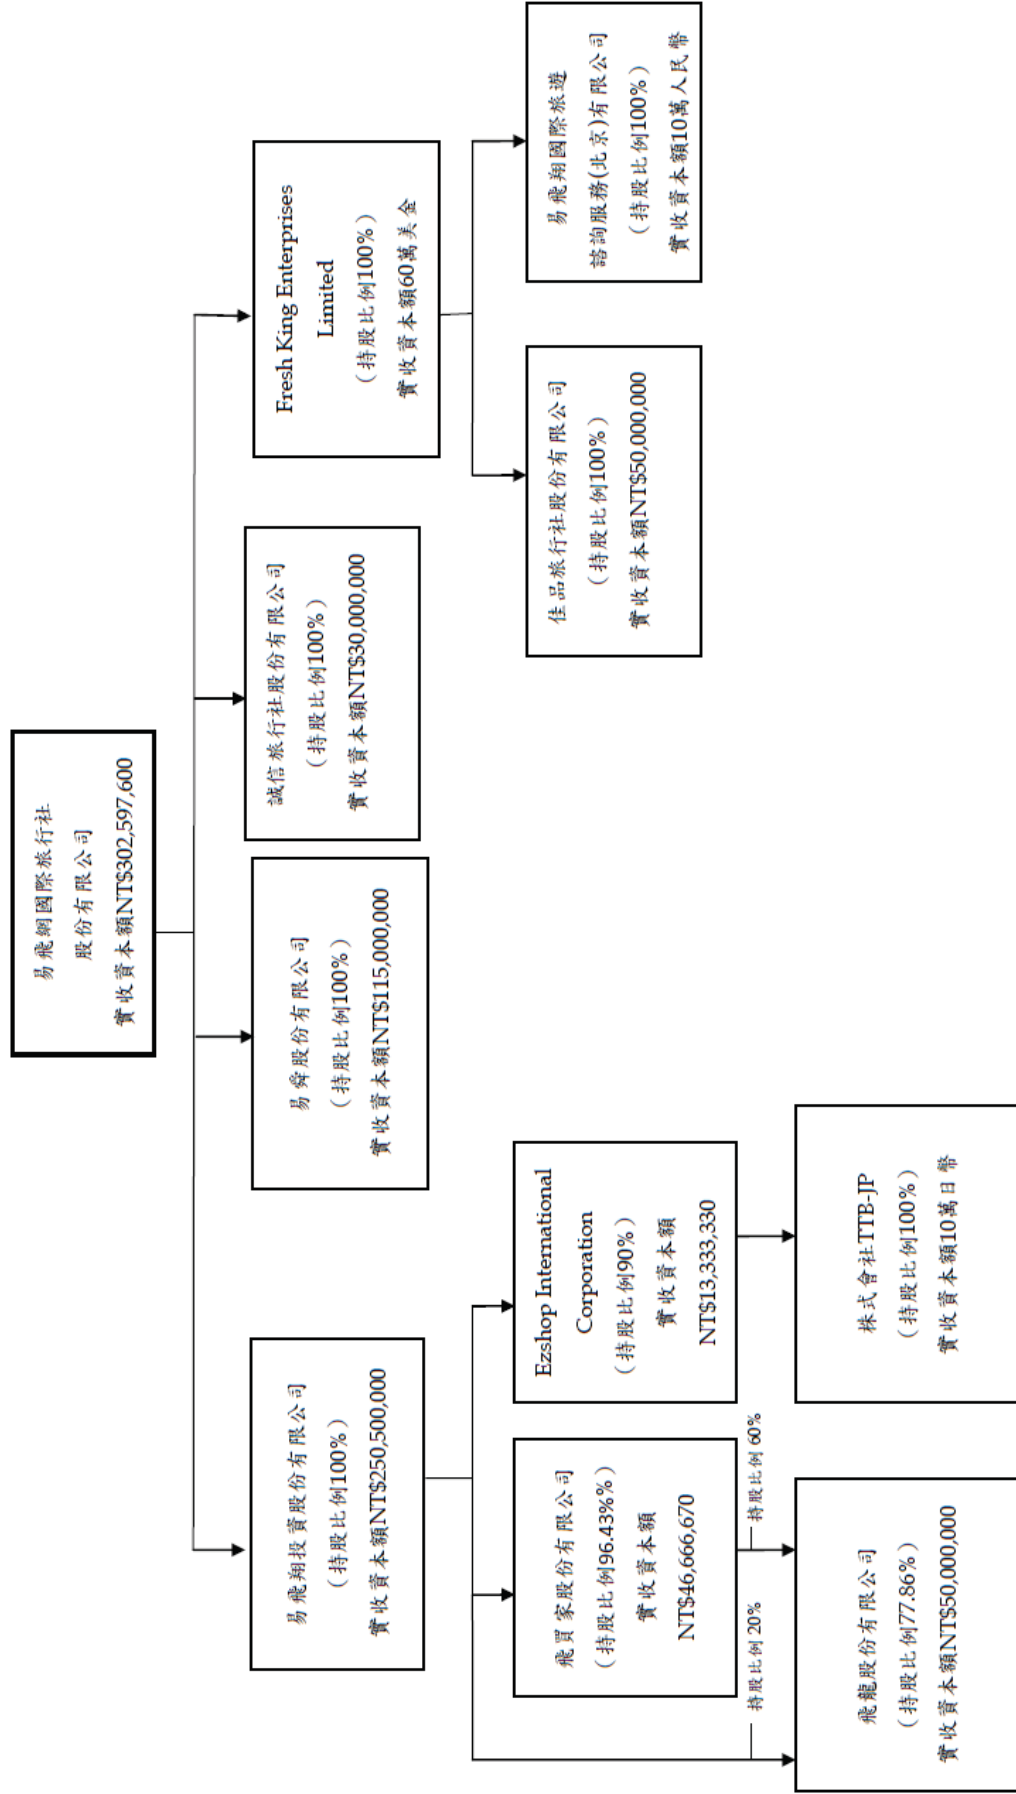 易飛網國際旅行社
股份有限公司
實收資本額NT$302,597,600
易飛翔投資股份有限公司
(持股比例100%)
實收資本額NT$250,500,000
易舜股份有限公司
(持股比例100%)
實收資本額NT$115,000,000
誠信旅行社股份有限公司
(持股比例100%)
實收資本額NT$30,000,000
Fresh King Enterprises
Limited
(持股比例100%)
實收資本額60萬美金
飛買家股份有限公司
(持股比例96.43%%)
實收資本額
NT$46,666,670
Ezshop International
Corporation
(持股比例90%)
實收資本額
NT$13,333,330
佳品旅行社股份有限公司
(持股比例100%)
實收資本額NT$50,000,000
易飛翔國際旅遊
諮詢服務(北京)有限公司
(持股比例100%)
實收資本額10萬人民幣
持股比例 20%
持股比例 60%
飛龍股份有限公司
(持股比例77.86%)
實收資本額NT$50,000,000
株式會社TTB-JP
(持股比例100%)
實收資本額10萬日幣